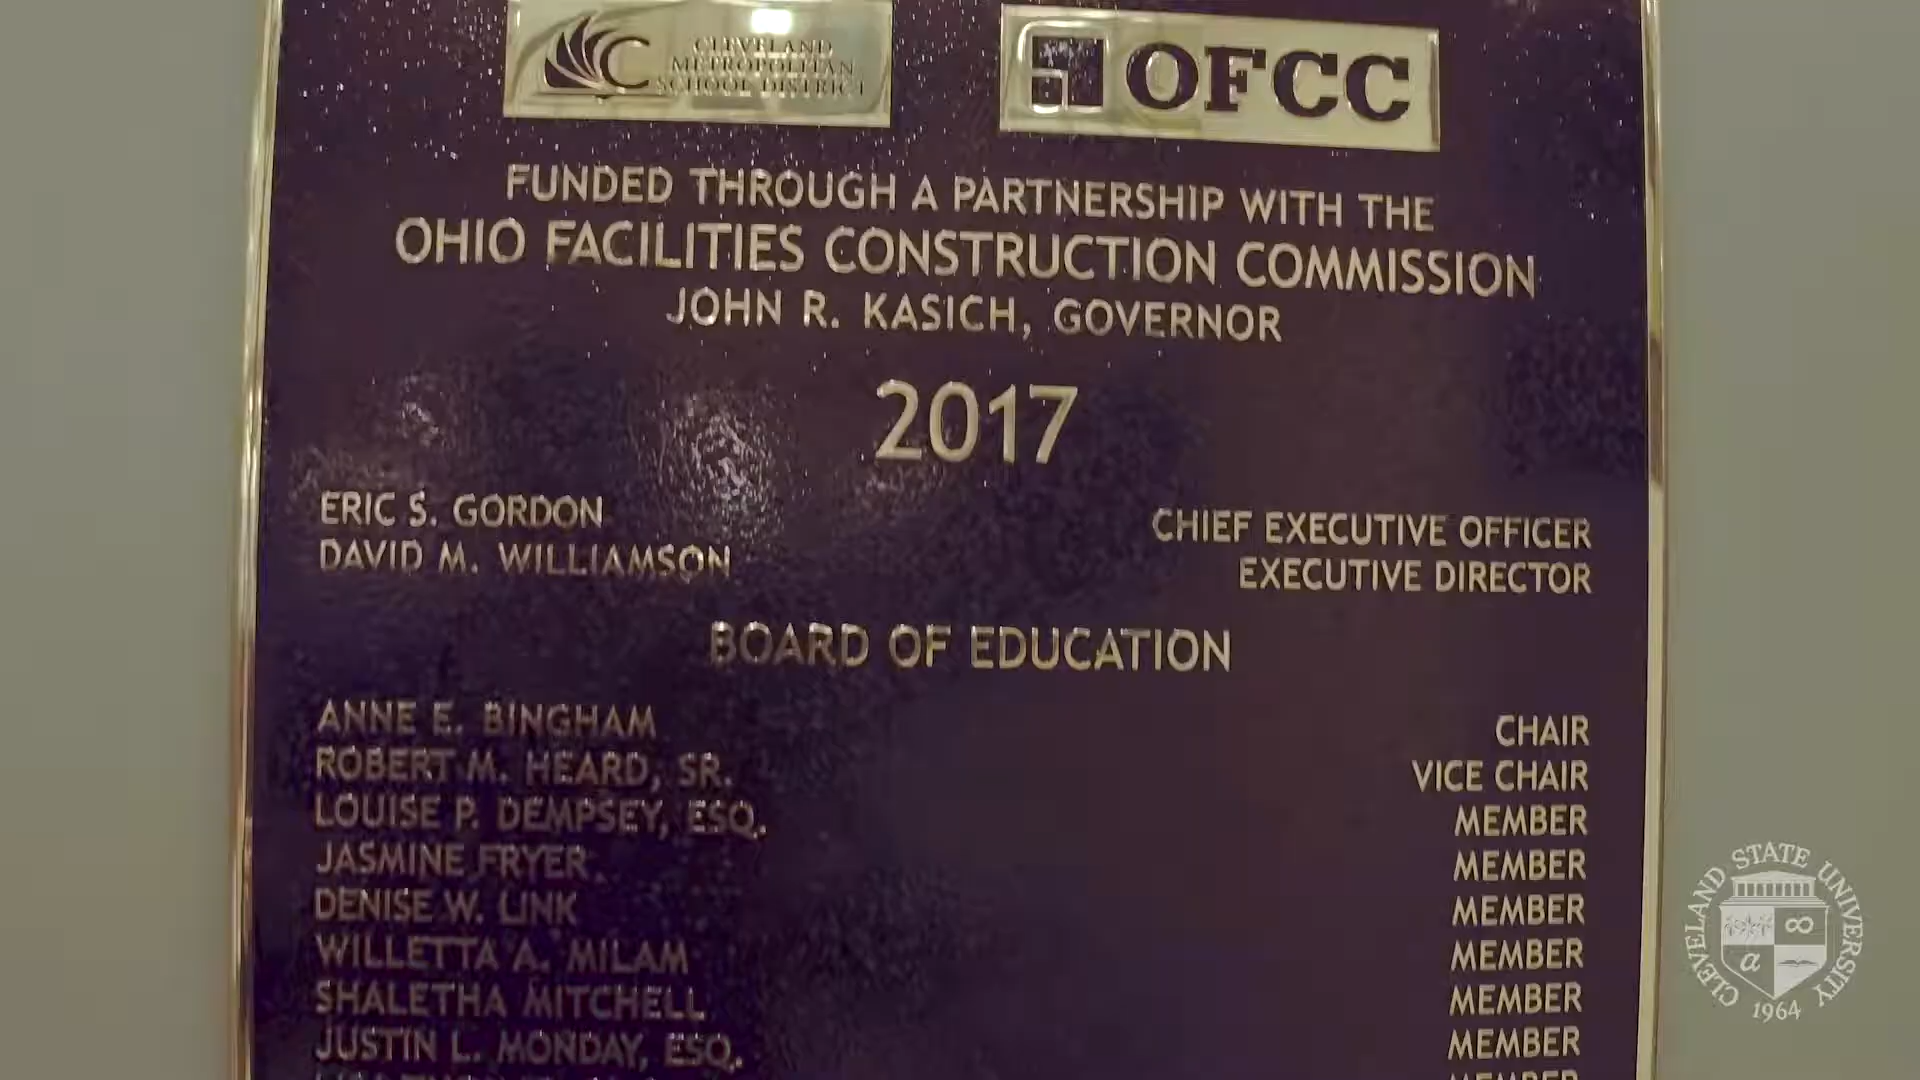 CLEVELAND
METROPOLITAN
SCHOOL DISTRICT
OFCC
FUNDED THROUGH A PARTNERSHIP WITH THE
OHIO FACILITIES CONSTRUCTION COMMISSION
JOHN R. KASICH, GOVERNOR
2017
ERIC S. GORDON CHIEF EXECUTIVE OFFICER
DAVID M. WILLIAMSON EXECUTIVE DIRECTOR
BOARD OF EDUCATION
ANNE E. BINGHAM CHAIR
ROBERT M. HEARD, SR. VICE CHAIR
LOUISE P. DEMPSEY, ESQ. MEMBER
JASMINE FRYER MEMBER
DENISE W. LINK MEMBER
WILLETTA A. MILAM MEMBER
SHALETHA MITCHELL MEMBER
JUSTIN L. MONDAY, ESQ. MEMBER
MEMBER
CLEVELAND STATE UNIVERSITY
α
1964